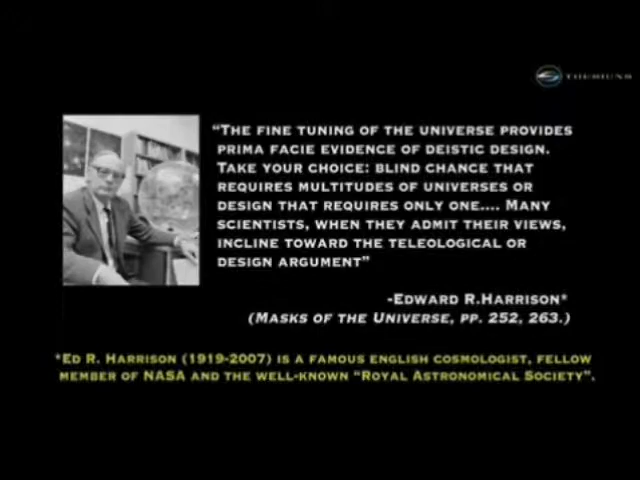 “THE FINE TUNING OF THE UNIVERSE PROVIDES
PRIMA FACIE EVIDENCE OF DEISTIC DESIGN.
TAKE YOUR CHOICE: BLIND CHANCE THAT
REQUIRES MULTITUDES OF UNIVERSES OR
DESIGN THAT REQUIRES ONLY ONE.... MANY
SCIENTISTS, WHEN THEY ADMIT THEIR VIEWS,
INCLINE TOWARD THE TELEOLOGICAL OR
DESIGN ARGUMENT”
-EDWARD R.HARRISON*
(MASKS OF THE UNIVERSE, PP. 252, 263.)
*ED R. HARRISON (1919-2007) IS A FAMOUS ENGLISH COSMOLOGIST, FELLOW
MEMBER OF NASA AND THE WELL-KNOWN “ROYAL ASTRONOMICAL SOCIETY”.